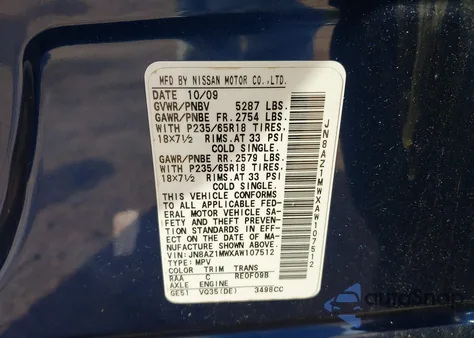 MFD BY NISSAN MOTOR CO.,LTD.
DATE 10/09
GVWR/PNBV 5287 LBS.
GAWR/PNBE FR. 2754 LBS.
WITH P235/65R18 TIRES.
18X7½ RIMS.AT 33 PSI
COLD SINGLE.
GAWR/PNBE RR. 2579 LBS.
WITH P235/65R18 TIRES.
18X7½ RIMS.AT 33 PSI
COLD SINGLE.
THIS VEHICLE CONFORMS
TO ALL APPLICABLE FED-
ERAL MOTOR VEHICLE SA-
FETY AND THEFT PREVEN-
TION STANDARDS IN EFF-
ECT ON THE DATE OF MA-
NUFACTURE SHOWN ABOVE.
VIN:JN8AZ1MWXAW107512
TYPE:MPV
COLOR TRIM TRANS
RAA C RE0F09B
AXLE ENGINE
GE51 VQ35(DE) 3498CC
JN8AZ1MWXAW107512
AutoSnap